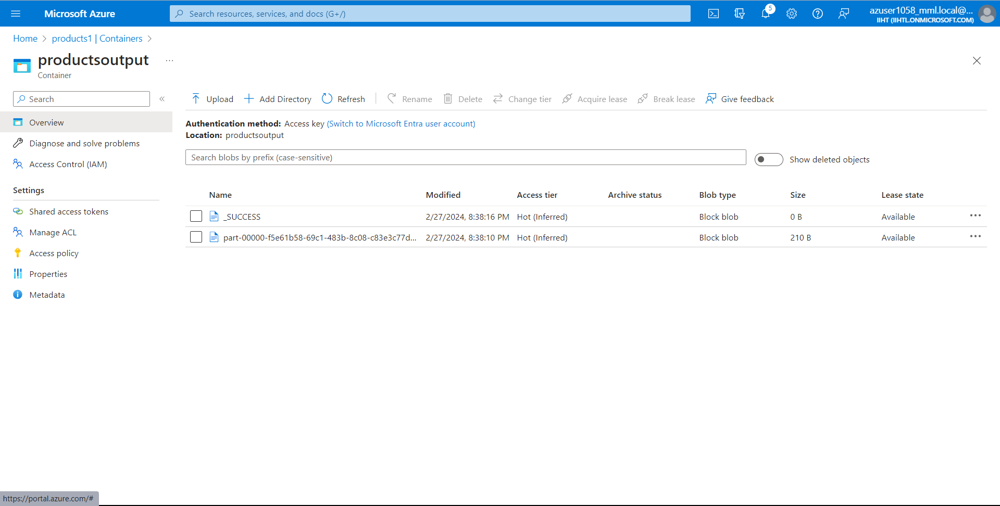 Microsoft Azure
Search resources, services, and docs (G+/)
5
azuser1058_mml.local@...
IIHT (IIHTL.ONMICROSOFT.COM)
Home > products1 | Containers >
productsoutput ...
Container
Search «
Overview
Diagnose and solve problems
Access Control (IAM)
Settings
Shared access tokens
Manage ACL
Access policy
Properties
Metadata
Upload Add Directory Refresh Rename Delete Change tier Acquire lease Break lease Give feedback
Authentication method: Access key (Switch to Microsoft Entra user account)
Location: productsoutput
Search blobs by prefix (case-sensitive)
Show deleted objects
Name Modified Access tier Archive status Blob type Size Lease state
_SUCCESS 2/27/2024, 8:38:16 PM Hot (Inferred) Block blob 0 B Available ...
part-00000-f5e61b58-69c1-483b-8c08-c83e3c77d... 2/27/2024, 8:38:10 PM Hot (Inferred) Block blob 210 B Available ...
https://portal.azure.com/#